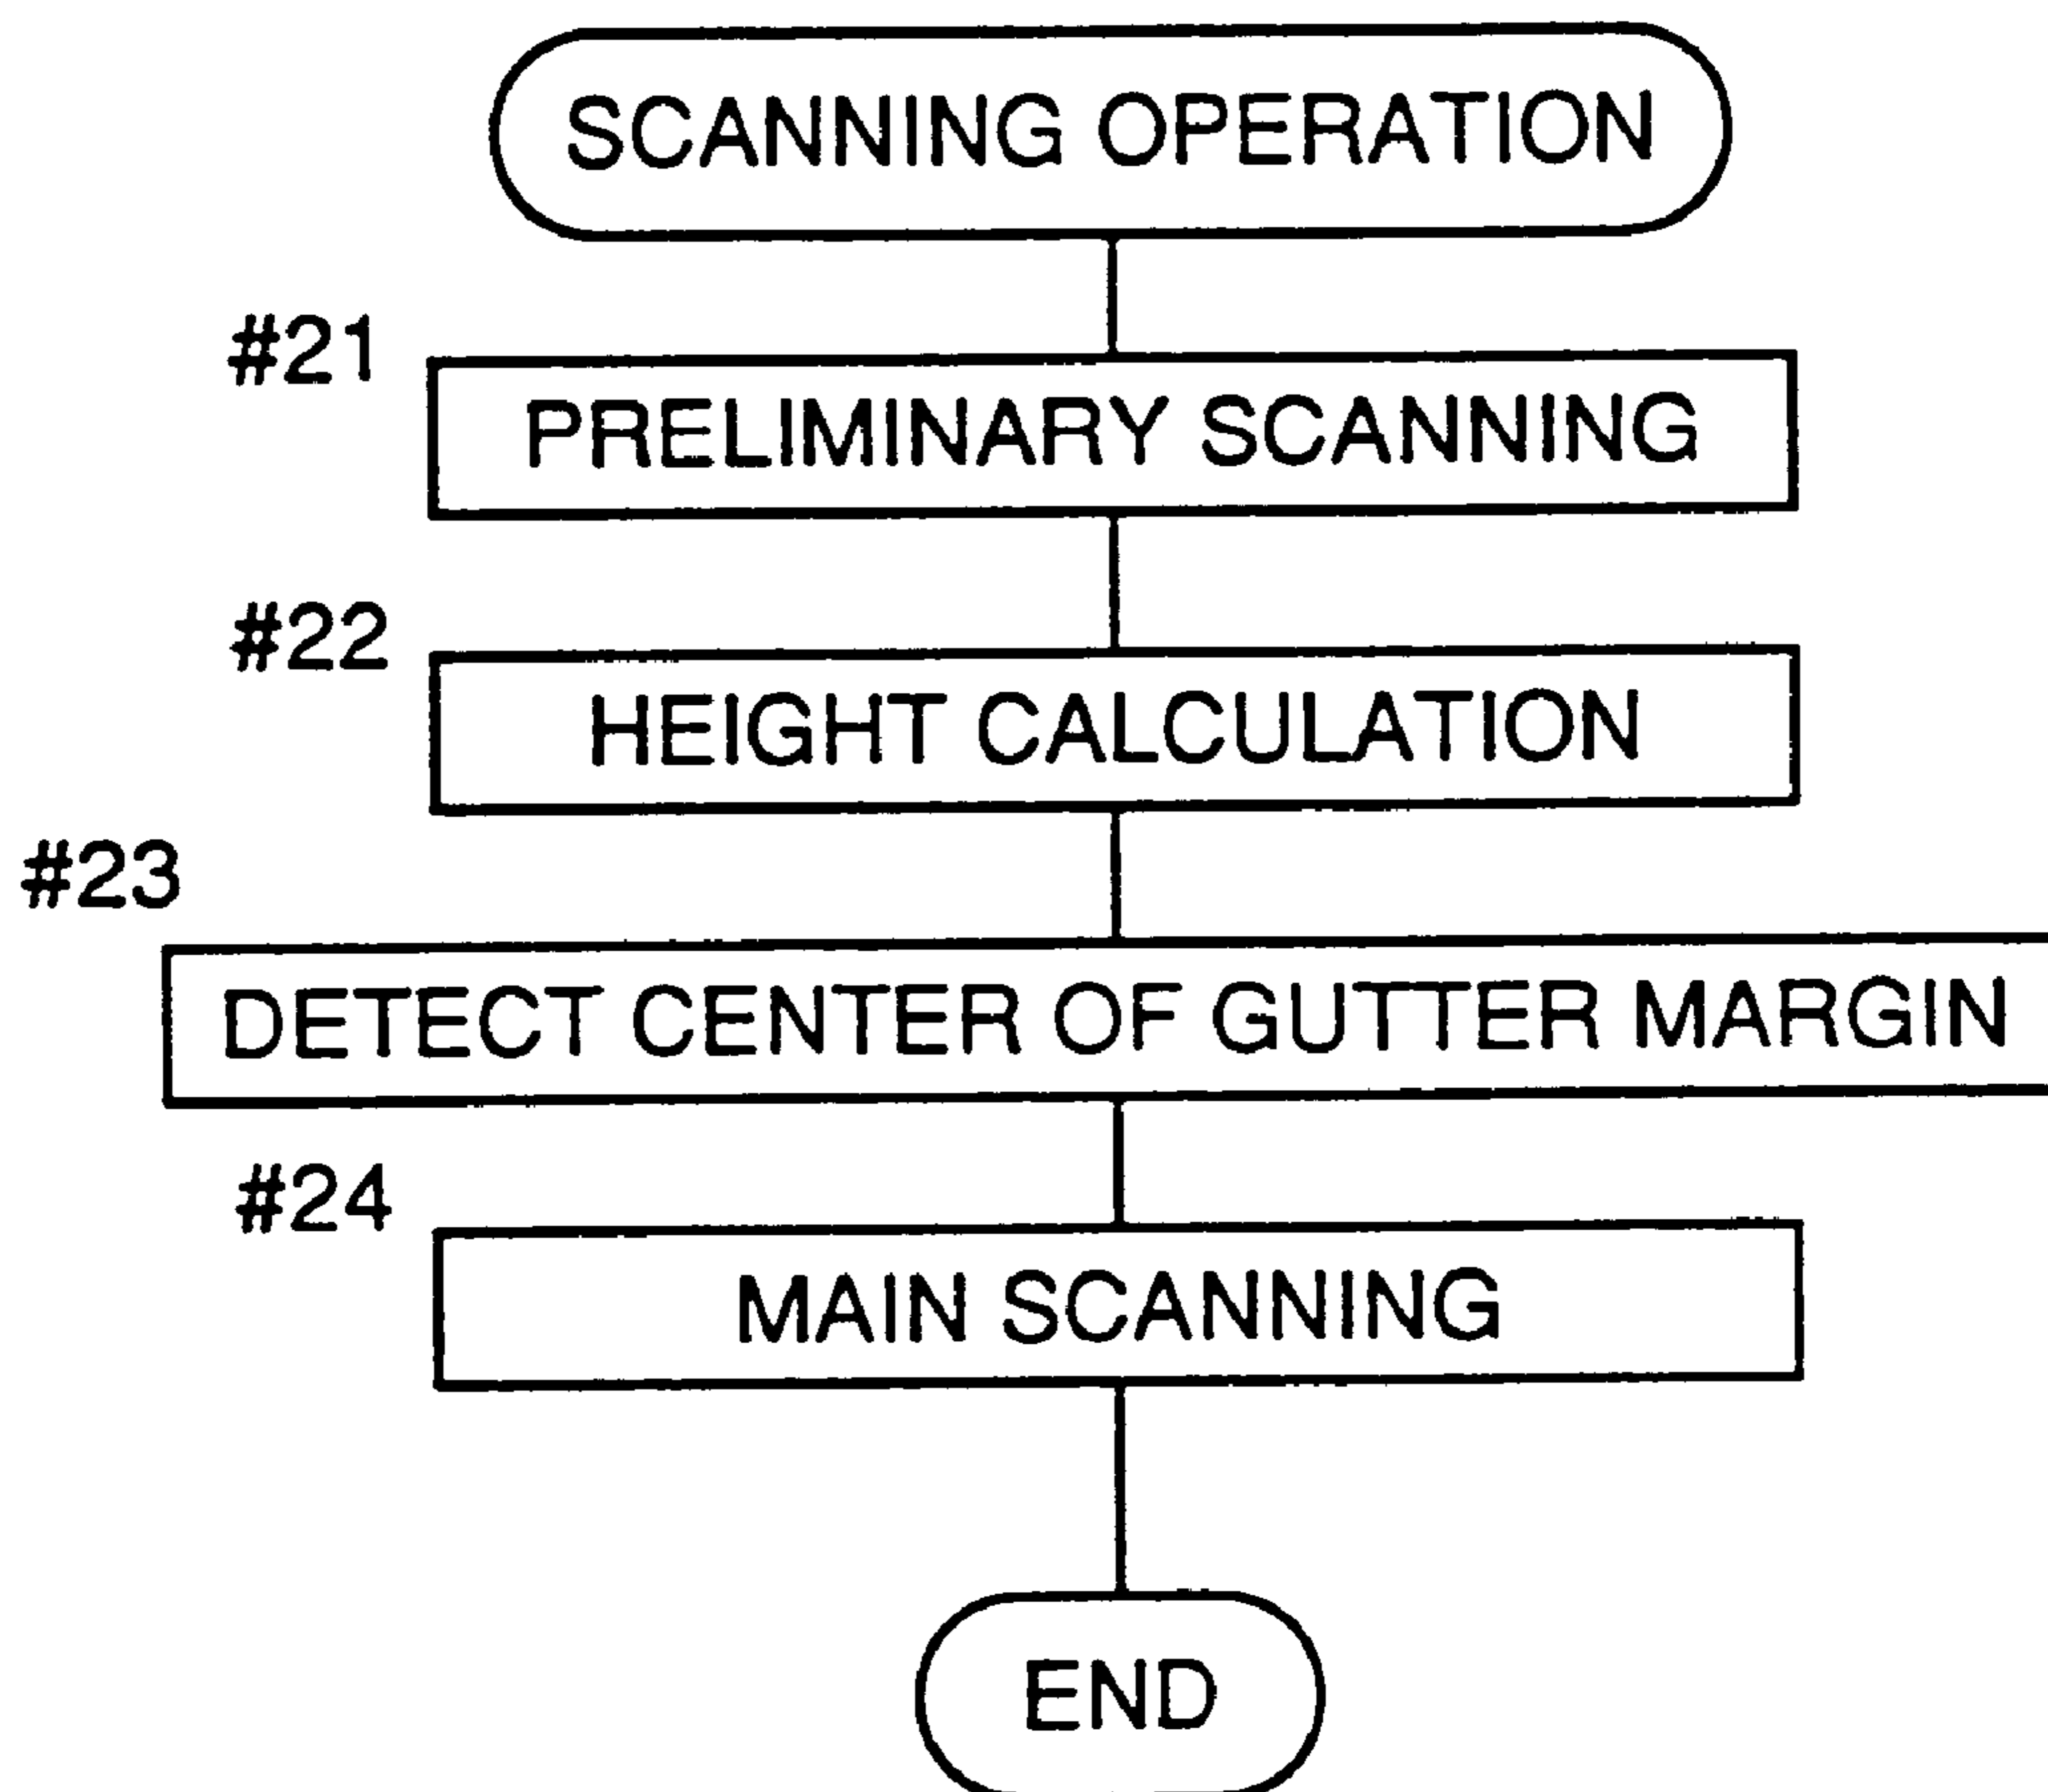 SCANNING OPERATION
#21
PRELIMINARY SCANNING
#22
HEIGHT CALCULATION
#23
DETECT CENTER OF GUTTER MARGIN
#24
MAIN SCANNING
END